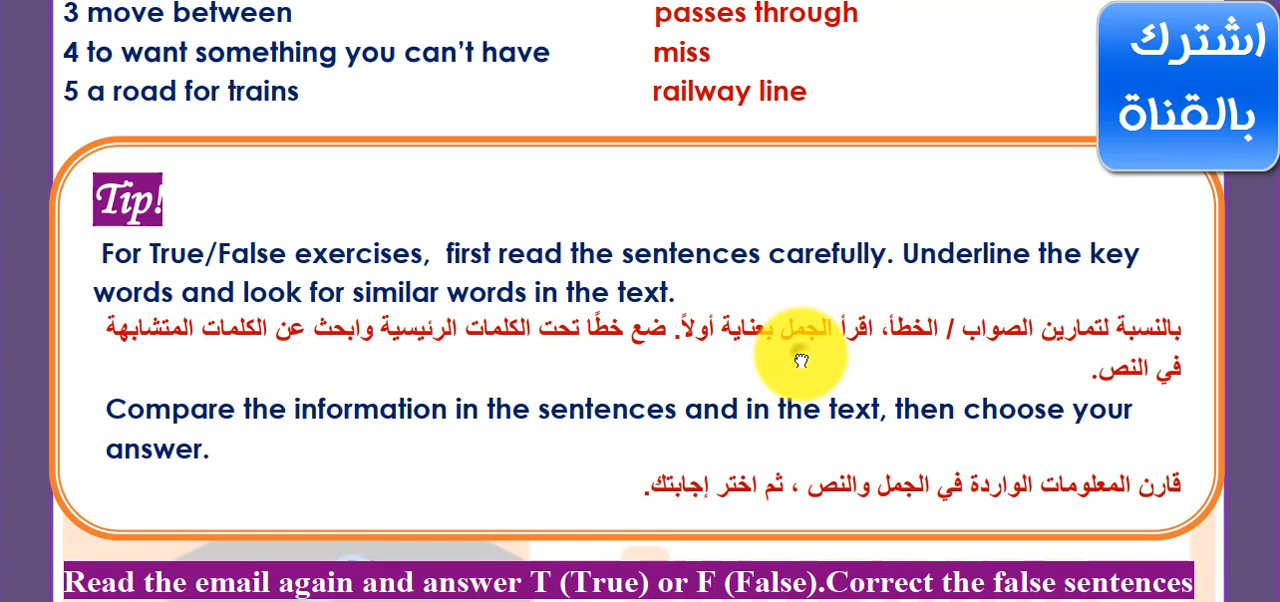 3 move between passes through
4 to want something you can’t have miss
5 a road for trains railway line
اشترك
بالقناة
Tip!
For True/False exercises, first read the sentences carefully. Underline the key
words and look for similar words in the text.
بالنسبة لتمارين الصواب / الخطأ، اقرأ الجمل بعناية أولاً. ضع خطًا تحت الكلمات الرئيسية وابحث عن الكلمات المتشابهة
في النص.
Compare the information in the sentences and in the text, then choose your
answer.
قارن المعلومات الواردة في الجمل والنص ، ثم اختر إجابتك.
Read the email again and answer T (True) or F (False).Correct the false sentences